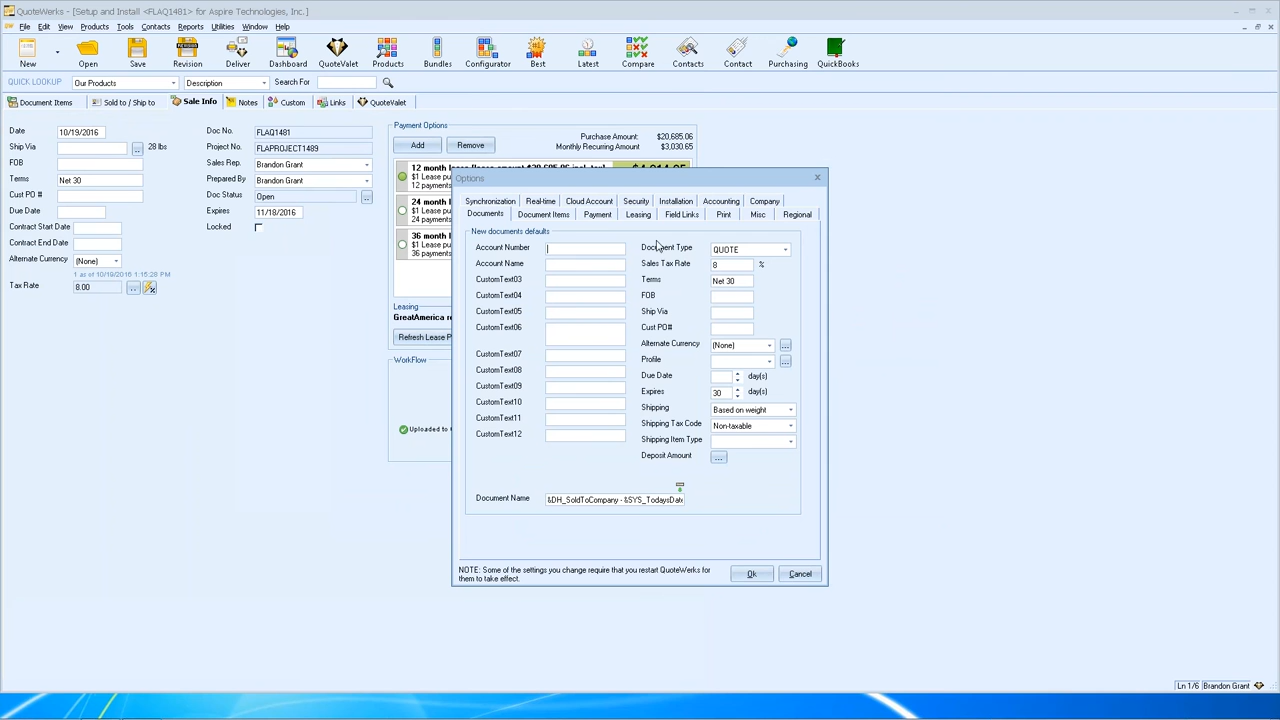 QuoteWerks - [Setup and Install <FLAQ1481> for Aspire Technologies, Inc. ]
File Edit View Products Tools Contacts Reports Utilities Window Help
New Open Save Revision Deliver Dashboard QuoteValet Products Bundles Configurator Best Latest Compare Contacts Contact Purchasing QuickBooks
QUICK LOOKUP Our Products Description Search For
Document Items Sold to / Ship to Sale Info Notes Custom Links QuoteValet
Date 10/19/2016
Ship Via 28 lbs
FOB
Terms Net 30
Cust PO #
Due Date
Contract Start Date
Contract End Date
Alternate Currency (None)
1 as of 10/19/2016 1:15:28 PM
Tax Rate 8.00
Doc No. FLAQ1481
Project No. FLAPROJECT1489
Sales Rep. Brandon Grant
Prepared By Brandon Grant
Doc Status Open
Expires 11/18/2016
Locked
Payment Options
Add Remove
Purchase Amount: $20,685.06
Monthly Recurring Amount: $3,030.65
12 month
$1 Lease pu
12 payments
24 month
$1 Lease pu
24 payments
36 month
$1 Lease pu
36 payments
Leasing
GreatAmerica
Refresh Lease P
WorkFlow
Uploaded to
Options
Synchronization Real-time Cloud Account Security Installation Accounting Company
Documents Document Items Payment Leasing Field Links Print Misc Regional
New documents defaults
Account Number
Account Name
CustomText03
CustomText04
CustomText05
CustomText06
CustomText07
CustomText08
CustomText09
CustomText10
CustomText11
CustomText12
Document Name &DH_SoldToCompany - &SYS_TodaysDate
Document Type QUOTE
Sales Tax Rate 8 %
Terms Net 30
FOB
Ship Via
Cust PO#
Alternate Currency (None) ...
Profile ...
Due Date day(s)
Expires 30 day(s)
Shipping Based on weight
Shipping Tax Code Non-taxable
Shipping Item Type
Deposit Amount ...
NOTE: Some of the settings you change require that you restart QuoteWerks for
them to take effect.
Ok Cancel
Ln 1/6 Brandon Grant